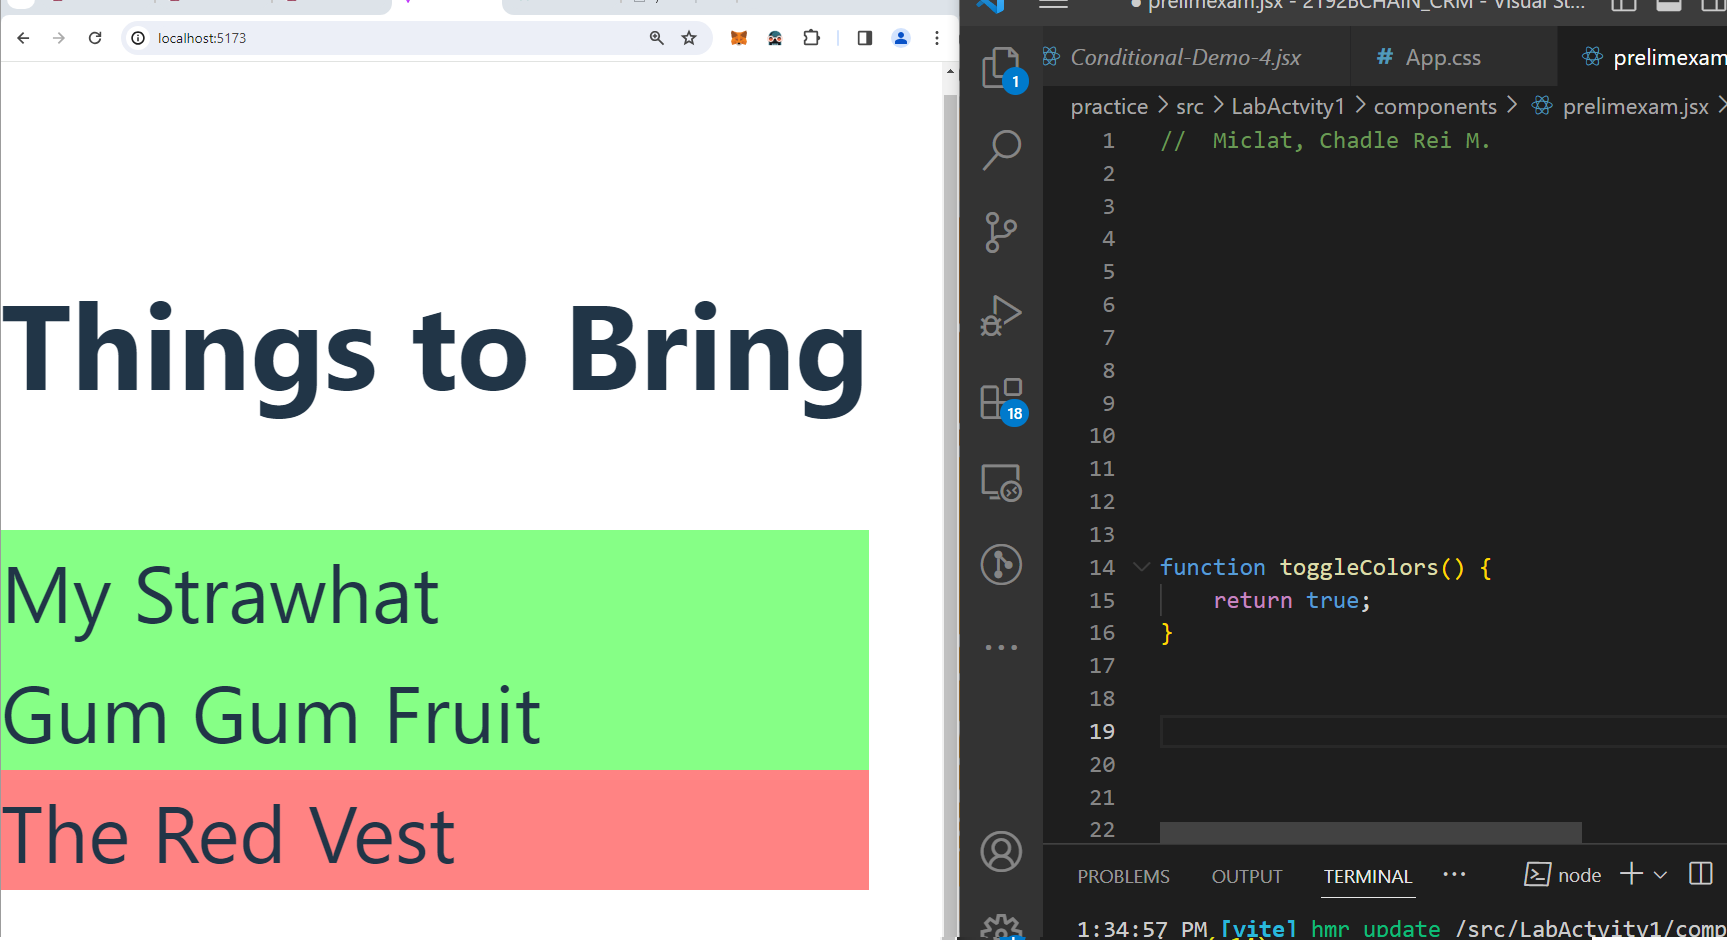 localhost:5173
Things to Bring
My Strawhat
Gum Gum Fruit
The Red Vest
prelimexam.jsx - 2192BCHAIN_CRM - Visual St...
1
18
Conditional-Demo-4.jsx
# App.css
prelimexam
practice > src > LabActvity1 > components > prelimexam.jsx >
1 // Miclat, Chadle Rei M.
2
3
4
5
6
7
8
9
10
11
12
13
14 function toggleColors() {
15 return true;
16 }
17
18
19
20
21
22
PROBLEMS OUTPUT TERMINAL ... node
1:34:57 PM [vite] hmr update /src/LabActvity1/comp